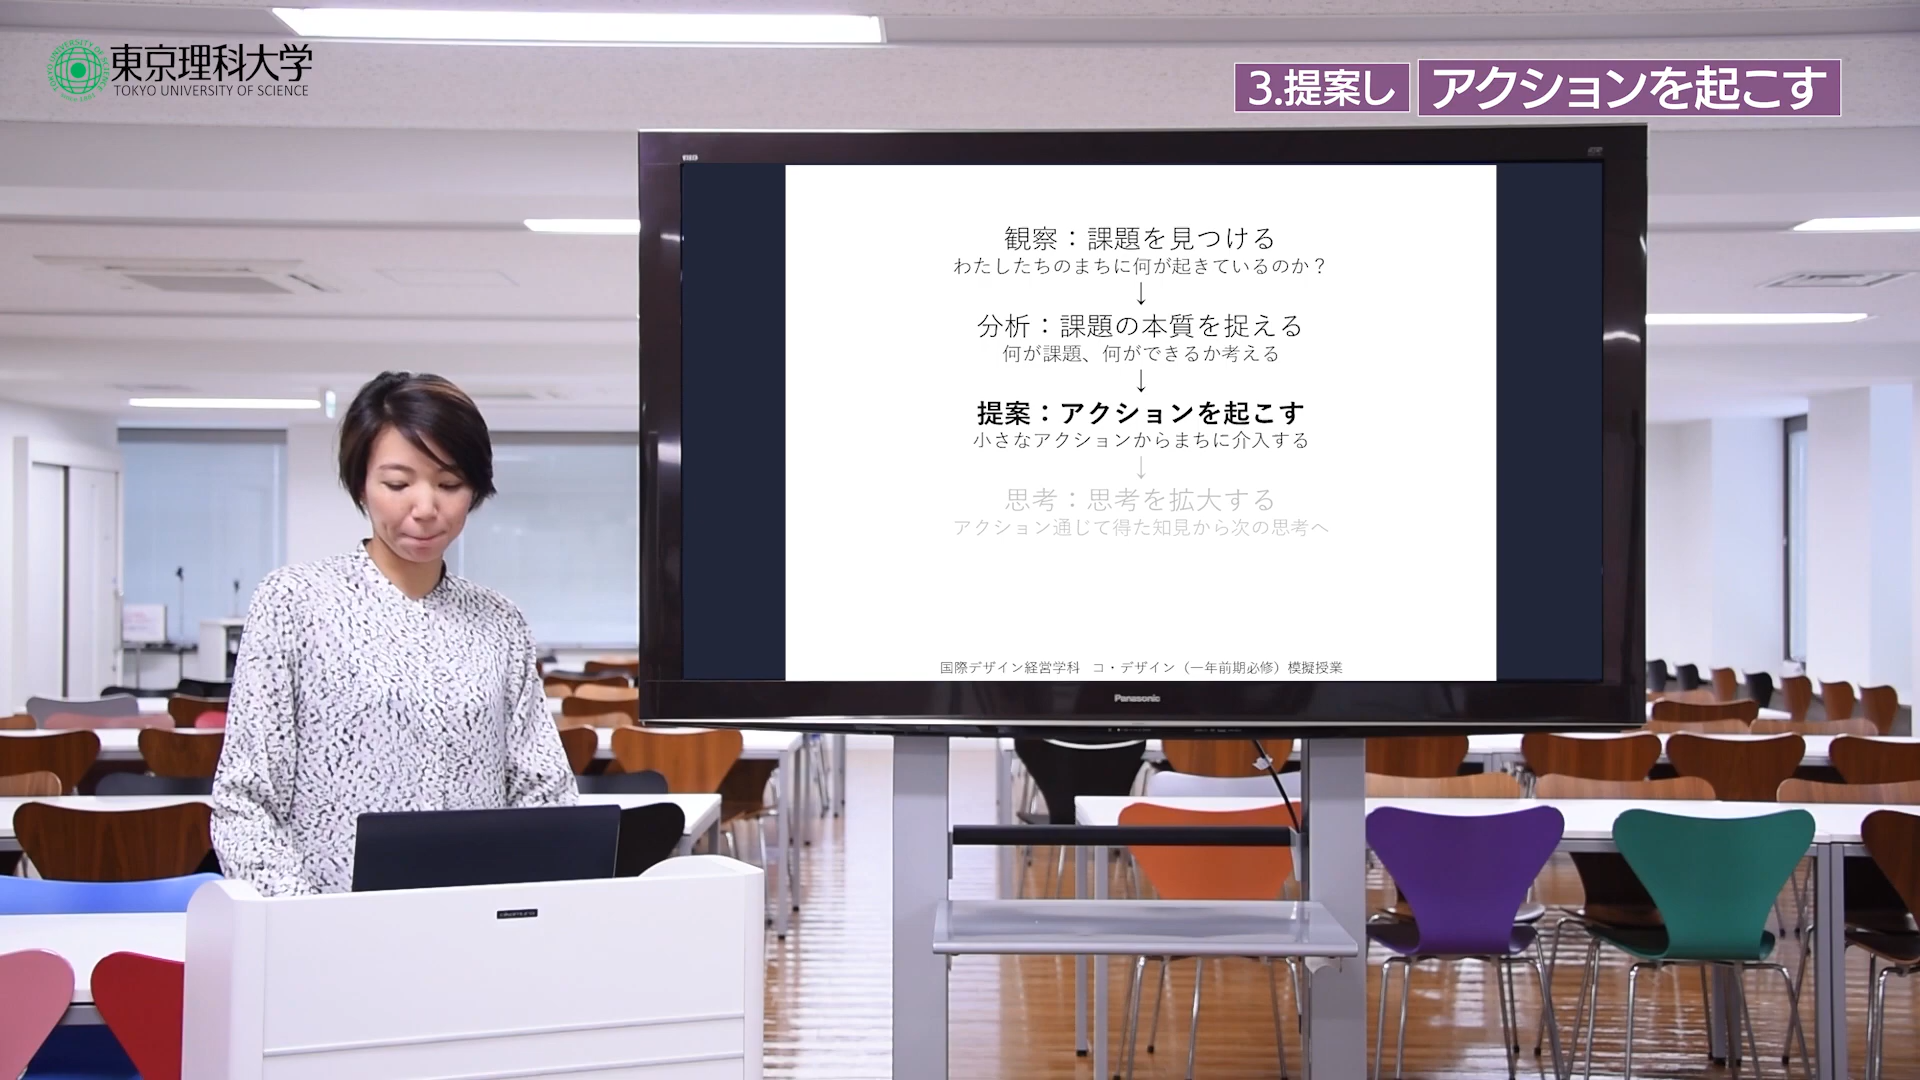 東京理科大学
TOKYO UNIVERSITY OF SCIENCE
3.提案し アクションを起こす
観察：課題を見つける
わたしたちのまちに何が起きているのか？
↓
分析：課題の本質を捉える
何が課題、何ができるか考える
↓
提案：アクションを起こす
小さなアクションからまちに介入する
↓
思考：思考を拡大する
アクション通じて得た知見から次の思考へ
国際デザイン経営学科 コ・デザイン（一年前期必修）模擬授業
Panasonic